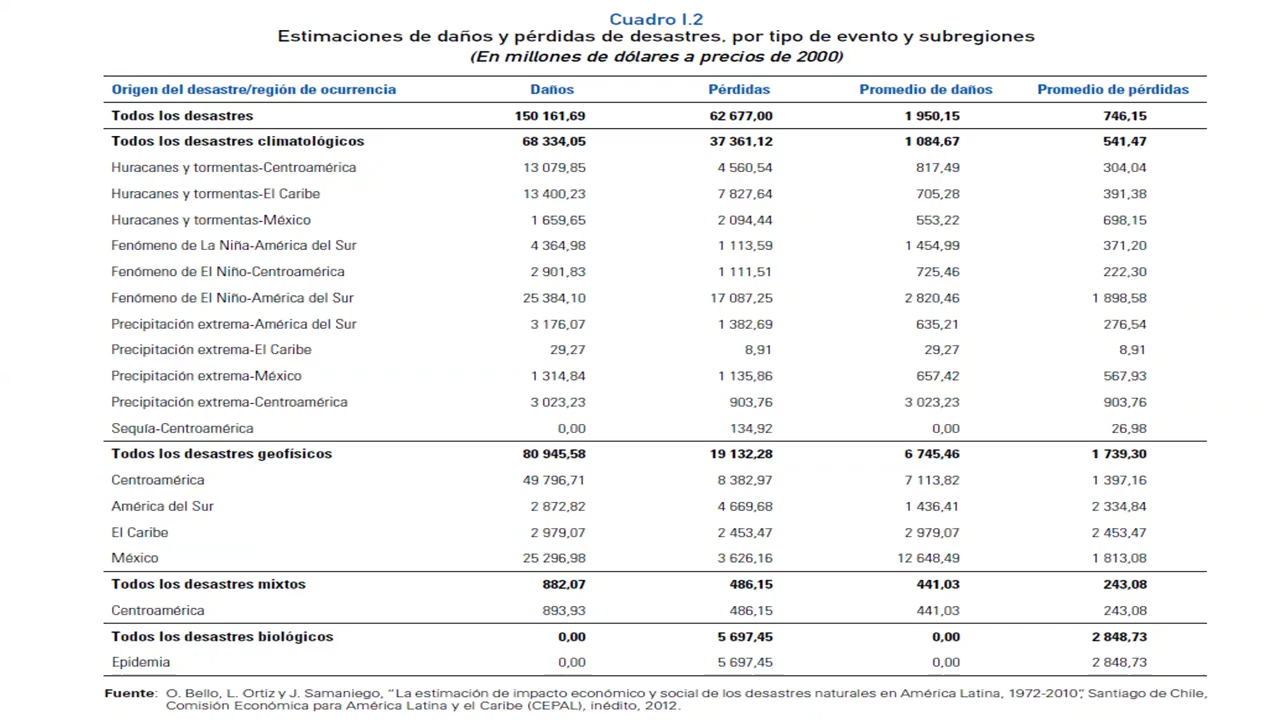 Cuadro I.2
Estimaciones de daños y pérdidas de desastres, por tipo de evento y subregiones
(En millones de dólares a precios de 2000)
Origen del desastre/región de ocurrencia Daños Pérdidas Promedio de daños Promedio de pérdidas
Todos los desastres 150 161,69 62 677,00 1 950,15 746,15
Todos los desastres climatológicos 68 334,05 37 361,12 1 084,67 541,47
Huracanes y tormentas-Centroamérica 13 079,85 4 560,54 817,49 304,04
Huracanes y tormentas-El Caribe 13 400,23 7 827,64 705,28 391,38
Huracanes y tormentas-México 1 659,65 2 094,44 553,22 698,15
Fenómeno de La Niña-América del Sur 4 364,98 1 113,59 1 454,99 371,20
Fenómeno de El Niño-Centroamérica 2 901,83 1 111,51 725,46 222,30
Fenómeno de El Niño-América del Sur 25 384,10 17 087,25 2 820,46 1 898,58
Precipitación extrema-América del Sur 3 176,07 1 382,69 635,21 276,54
Precipitación extrema-El Caribe 29,27 8,91 29,27 8,91
Precipitación extrema-México 1 314,84 1 135,86 657,42 567,93
Precipitación extrema-Centroamérica 3 023,23 903,76 3 023,23 903,76
Sequía-Centroamérica 0,00 134,92 0,00 26,98
Todos los desastres geofísicos 80 945,58 19 132,28 6 745,46 1 739,30
Centroamérica 49 796,71 8 382,97 7 113,82 1 397,16
América del Sur 2 872,82 4 669,68 1 436,41 2 334,84
El Caribe 2 979,07 2 453,47 2 979,07 2 453,47
México 25 296,98 3 626,16 12 648,49 1 813,08
Todos los desastres mixtos 882,07 486,15 441,03 243,08
Centroamérica 893,93 486,15 441,03 243,08
Todos los desastres biológicos 0,00 5 697,45 0,00 2 848,73
Epidemia 0,00 5 697,45 0,00 2 848,73
Fuente: O. Bello, L. Ortiz y J. Samaniego, "La estimación de impacto económico y social de los desastres naturales en América Latina, 1972-2010", Santiago de Chile,
Comisión Económica para América Latina y el Caribe (CEPAL), inédito, 2012.